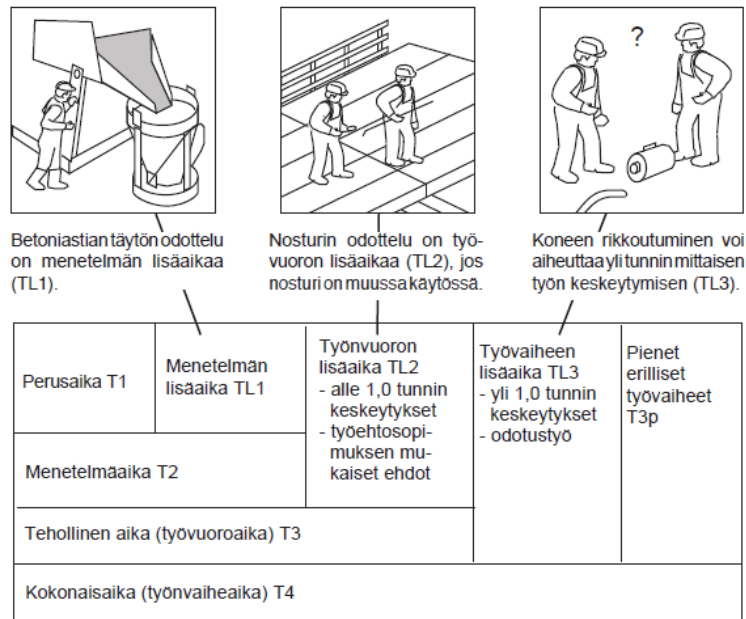 ?
Betoniastian täytön odottelu
on menetelmän lisäaikaa
(TL1).
Nosturin odottelu on työ-
vuoron lisäaikaa (TL2), jos
nosturi on muussa käytössä.
Koneen rikkoutuminen voi
aiheuttaa yli tunnin mittaisen
työn keskeytymisen (TL3).
Perusaika T1
Menetelmän
lisäaika TL1
Työnvuoron
lisäaika TL2
- alle 1,0 tunnin
keskeytykset
- työehtosopi-
muksen mu-
kaiset ehdot
Työvaiheen
lisäaika TL3
- yli 1,0 tunnin
keskeytykset
- odotustyö
Pienet
erilliset
työvaiheet
T3p
Menetelmäaika T2
Tehollinen aika (työvuoroaika) T3
Kokonaisaika (työnvaiheaika) T4